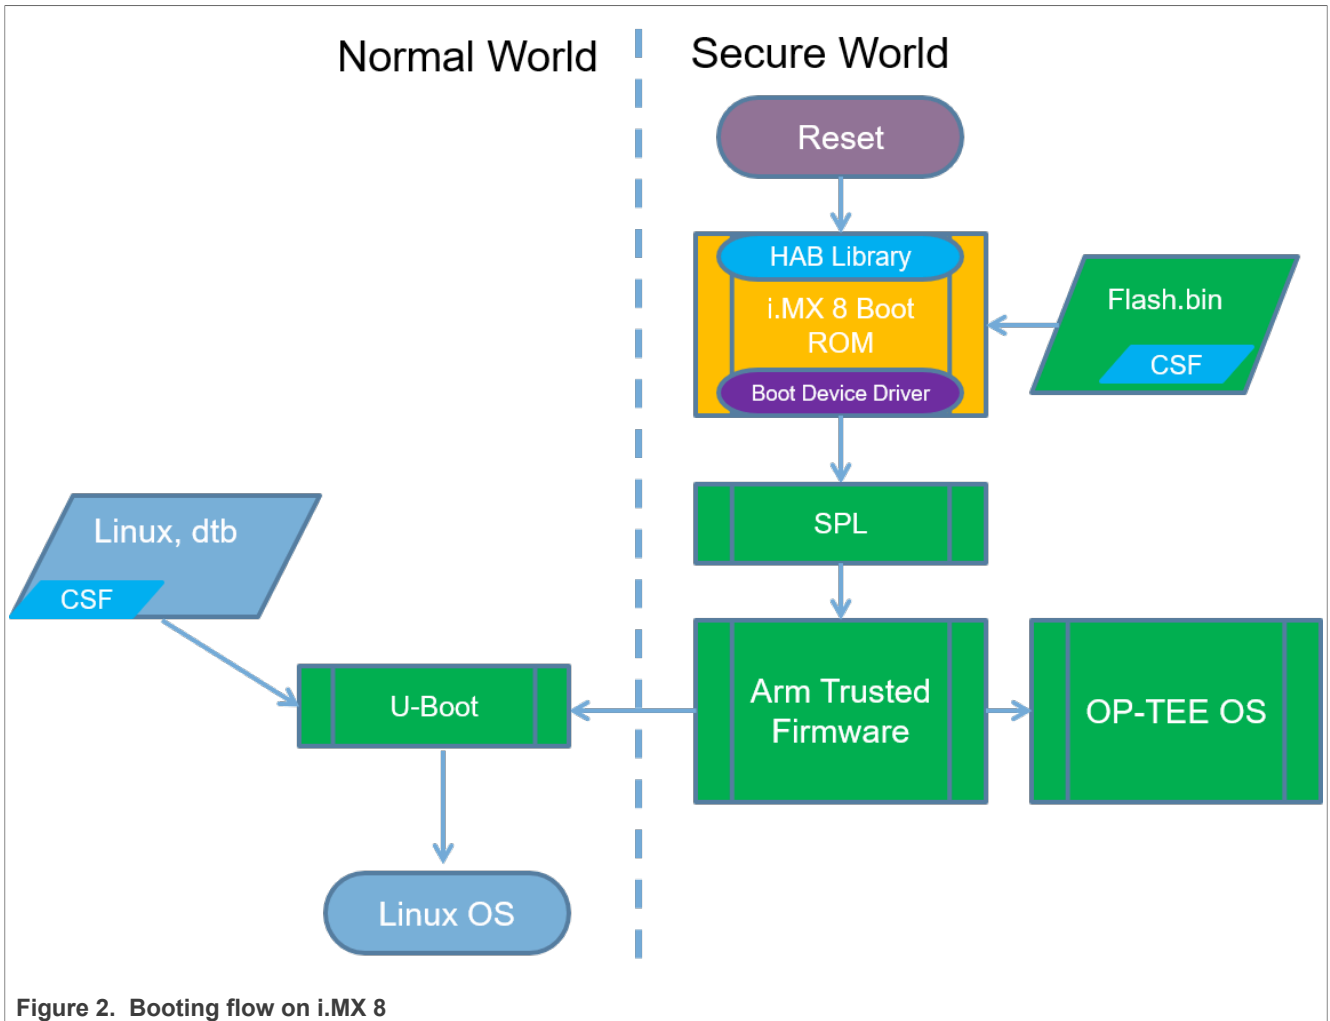 Normal World
Secure World
Reset
HAB Library
i.MX 8 Boot
ROM
Boot Device Driver
Flash.bin
CSF
SPL
Linux, dtb
CSF
U-Boot
Arm Trusted
Firmware
OP-TEE OS
Linux OS
Figure 2.  Booting flow on i.MX 8